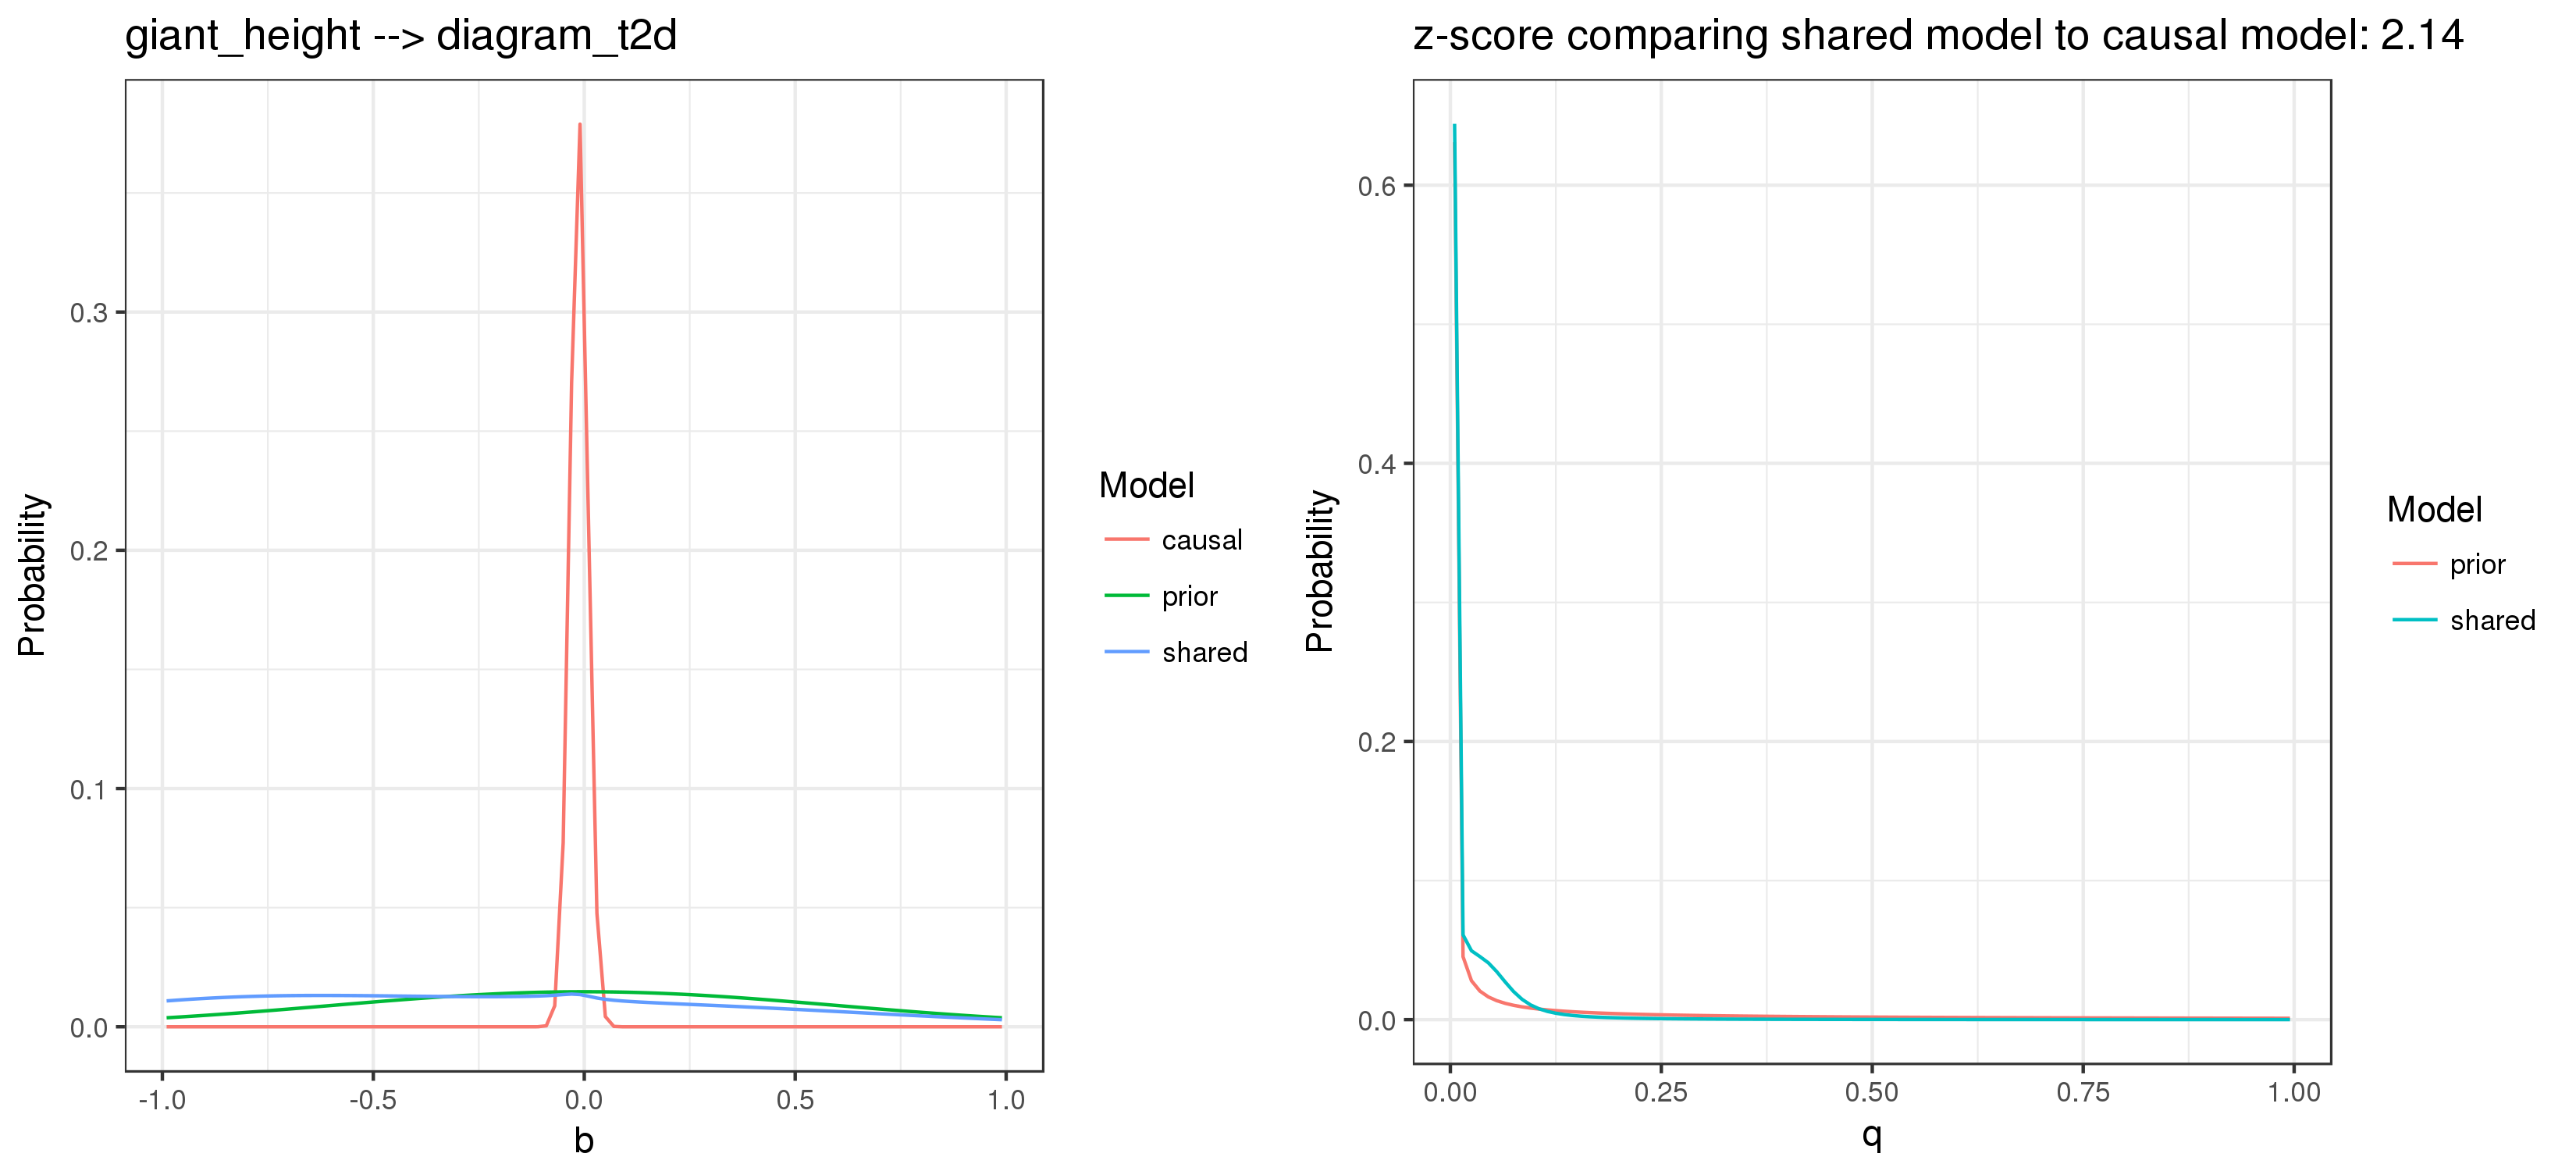 giant_height --> diagram_t2d
Probability
0.3
0.2
0.1
0.0
-1.0
-0.5
0.0
0.5
1.0
b
Model
causal
prior
shared
z-score comparing shared model to causal model: 2.14
Probability
0.6
0.4
0.2
0.0
0.00
0.25
0.50
0.75
1.00
q
Model
prior
shared